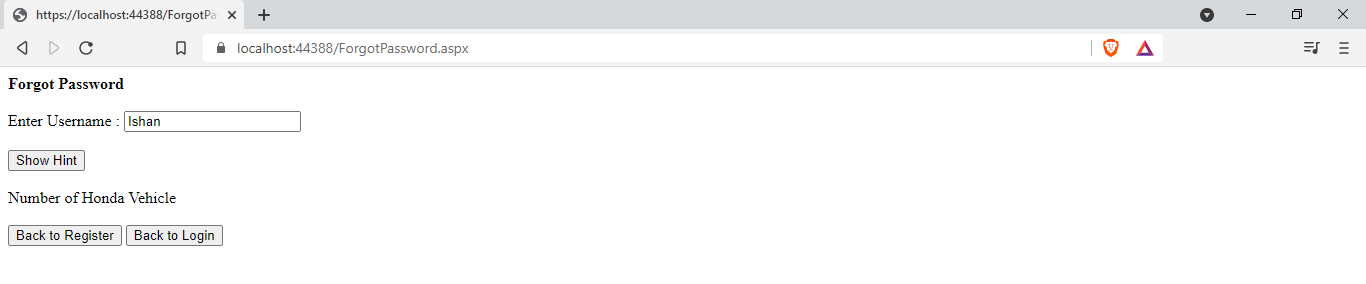 https://localhost:44388/ForgotPa
localhost:44388/ForgotPassword.aspx
Forgot Password
Enter Username : Ishan
Show Hint
Number of Honda Vehicle
Back to Register Back to Login